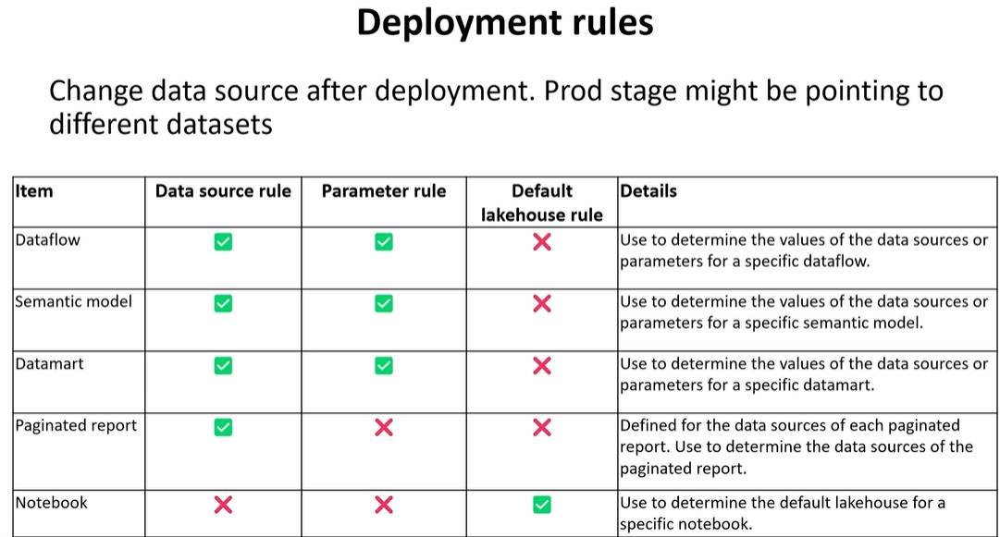 Deployment rules
Change data source after deployment. Prod stage might be pointing to
different datasets
Item
Data source rule
Parameter rule
Default
lakehouse rule
Details
Dataflow
Use to determine the values of the data sources or
parameters for a specific dataflow.
Semantic model
Use to determine the values of the data sources or
parameters for a specific semantic model.
Datamart
Use to determine the values of the data sources or
parameters for a specific datamart.
Paginated report
Defined for the data sources of each paginated
report. Use to determine the data sources of the
paginated report.
Notebook
Use to determine the default lakehouse for a
specific notebook.